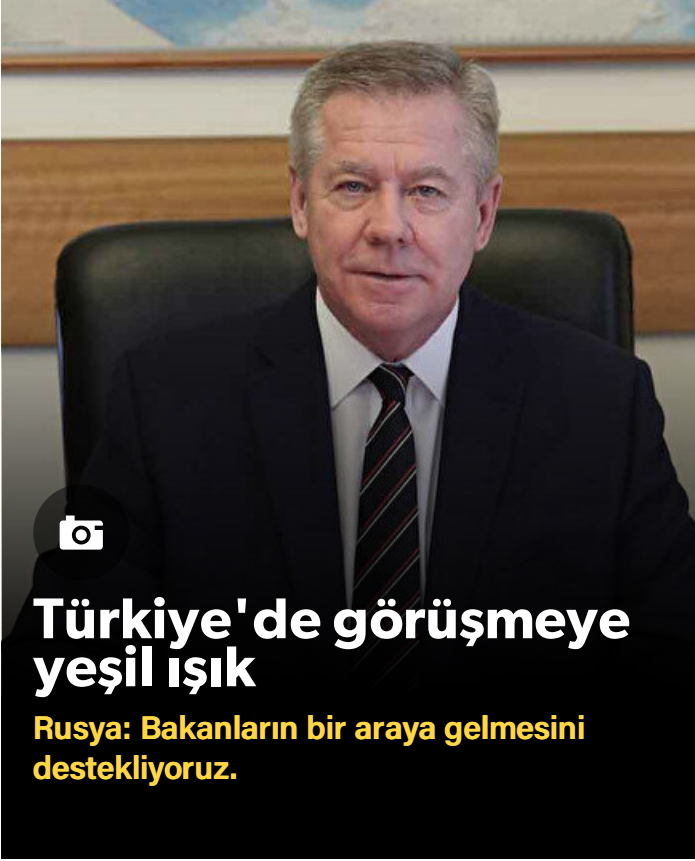 Türkiye'de görüşmeye
yeşil ışık
Rusya: Bakanların bir araya gelmesini
destekliyoruz.